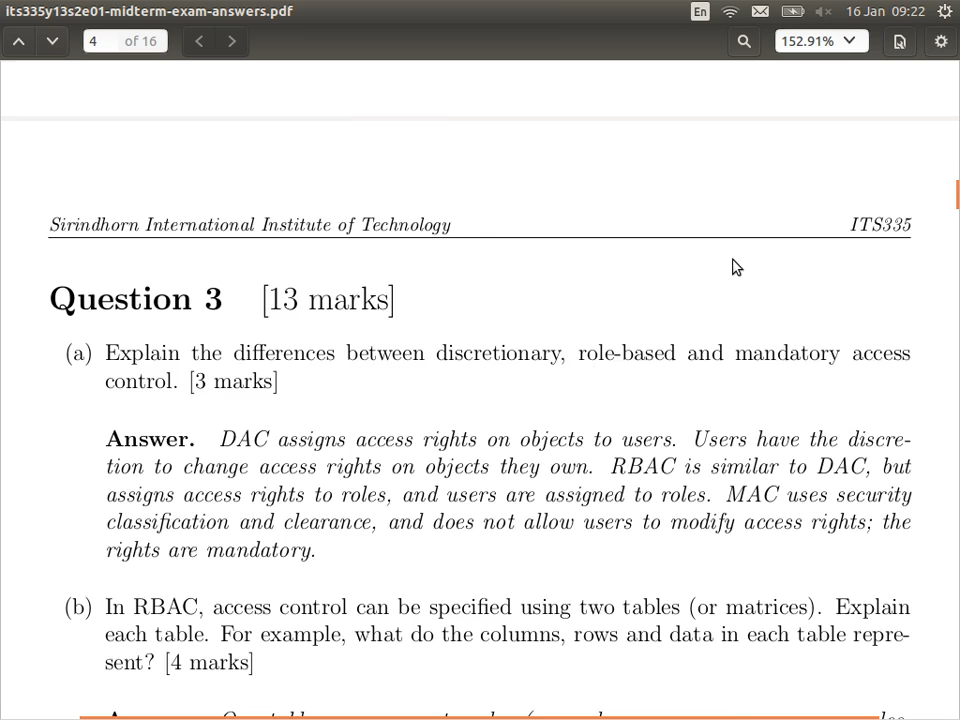 its335y13s2e01-midterm-exam-answers.pdf
En
16 Jan 09:22
4 of 16
152.91%
Sirindhorn International Institute of Technology ITS335
Question 3 [13 marks]
(a) Explain the differences between discretionary, role-based and mandatory access
control. [3 marks]
Answer. DAC assigns access rights on objects to users. Users have the discre-
tion to change access rights on objects they own. RBAC is similar to DAC, but
assigns access rights to roles, and users are assigned to roles. MAC uses security
classification and clearance, and does not allow users to modify access rights; the
rights are mandatory.
(b) In RBAC, access control can be specified using two tables (or matrices). Explain
each table. For example, what do the columns, rows and data in each table repre-
sent? [4 marks]